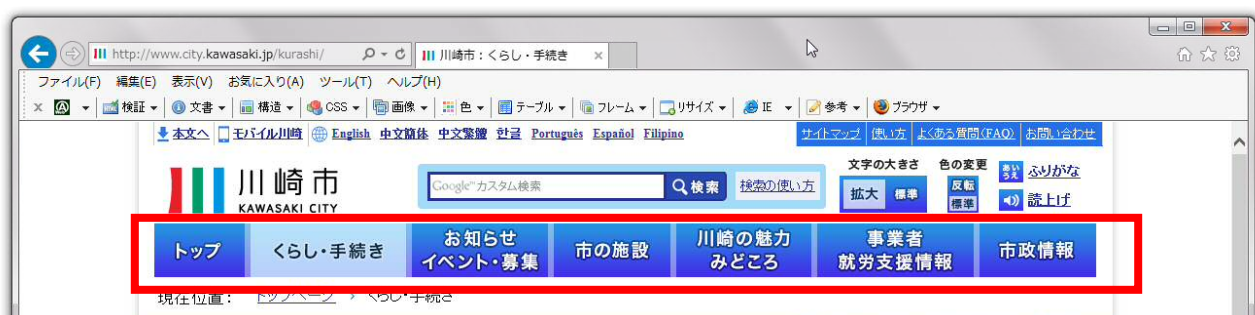 http://www.city.kawasaki.jp/kurashi/
川崎市：くらし・手続き
ファイル(F) 編集(E) 表示(V) お気に入り(A) ツール(T) ヘルプ(H)
検証 文書 構造 CSS 画像 色 テーブル フレーム リサイズ IE 参考 ブラウザ
本文へ モバイル川崎 English 中文簡体 中文繁體 한글 Português Español Filipino サイトマップ 使い方 よくある質問(FAQ) お問い合わせ
川崎市
KAWASAKI CITY
Google™カスタム検索 検索 検索の使い方
文字の大きさ 拡大 標準
色の変更 反転 標準
あいうえ ふりがな
読上げ
トップ
くらし・手続き
お知らせ
イベント・募集
市の施設
川崎の魅力
みどころ
事業者
就労支援情報
市政情報
現在位置： トップページ > くらし・手続き